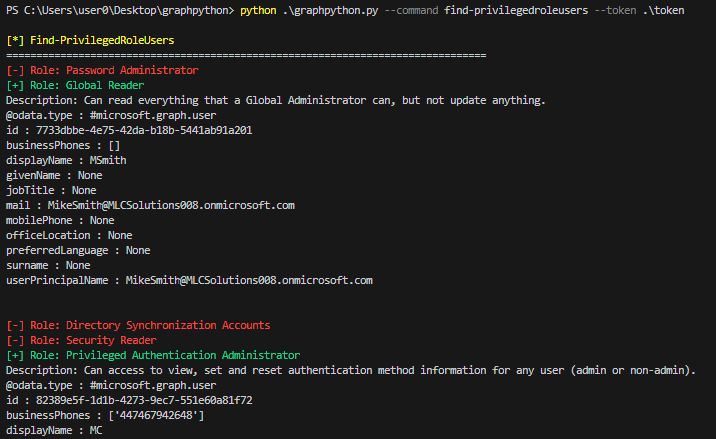 PS C:\Users\user0\Desktop\graphpython> python .\graphpython.py --command find-privilegedroleusers --token .\token
[*] Find-PrivilegedRoleUsers
================================================================================
[-] Role: Password Administrator
[+] Role: Global Reader
Description: Can read everything that a Global Administrator can, but not update anything.
@odata.type : #microsoft.graph.user
id : 7733dbbe-4e75-42da-b18b-5441ab91a201
businessPhones : []
displayName : MSmith
givenName : None
jobTitle : None
mail : MikeSmith@MLCSolutions008.onmicrosoft.com
mobilePhone : None
officeLocation : None
preferredLanguage : None
surname : None
userPrincipalName : MikeSmith@MLCSolutions008.onmicrosoft.com
[-] Role: Directory Synchronization Accounts
[-] Role: Security Reader
[+] Role: Privileged Authentication Administrator
Description: Can access to view, set and reset authentication method information for any user (admin or non-admin).
@odata.type : #microsoft.graph.user
id : 82389e5f-1d1b-4273-9ec7-551e60a81f72
businessPhones : ['447467942648']
displayName : MC